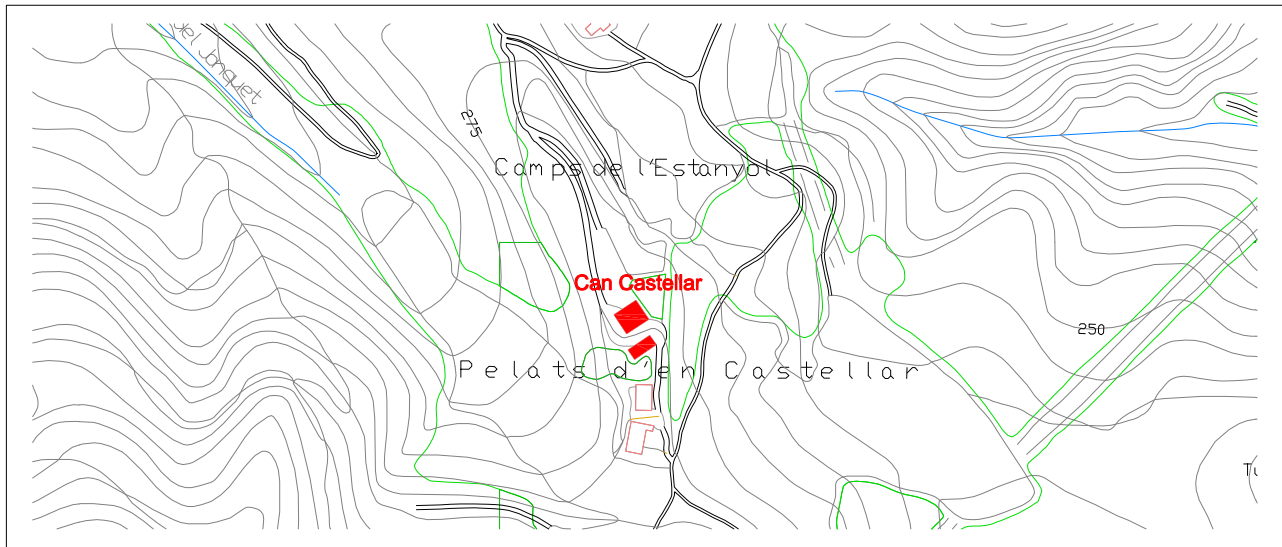 del Jonquet
275
Camps de l'Estanyol
Can Castellar
250
Pelats d'en Castellar